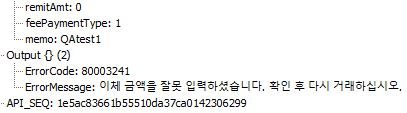 remitAmt: 0
feePaymentType: 1
memo: QAtest1
Output {} (2)
ErrorCode: 80003241
ErrorMessage: 이체 금액을 잘못 입력하셨습니다. 확인 후 다시 거래하십시오.
API_SEQ: 1e5ac83661b55510da37ca0142306299